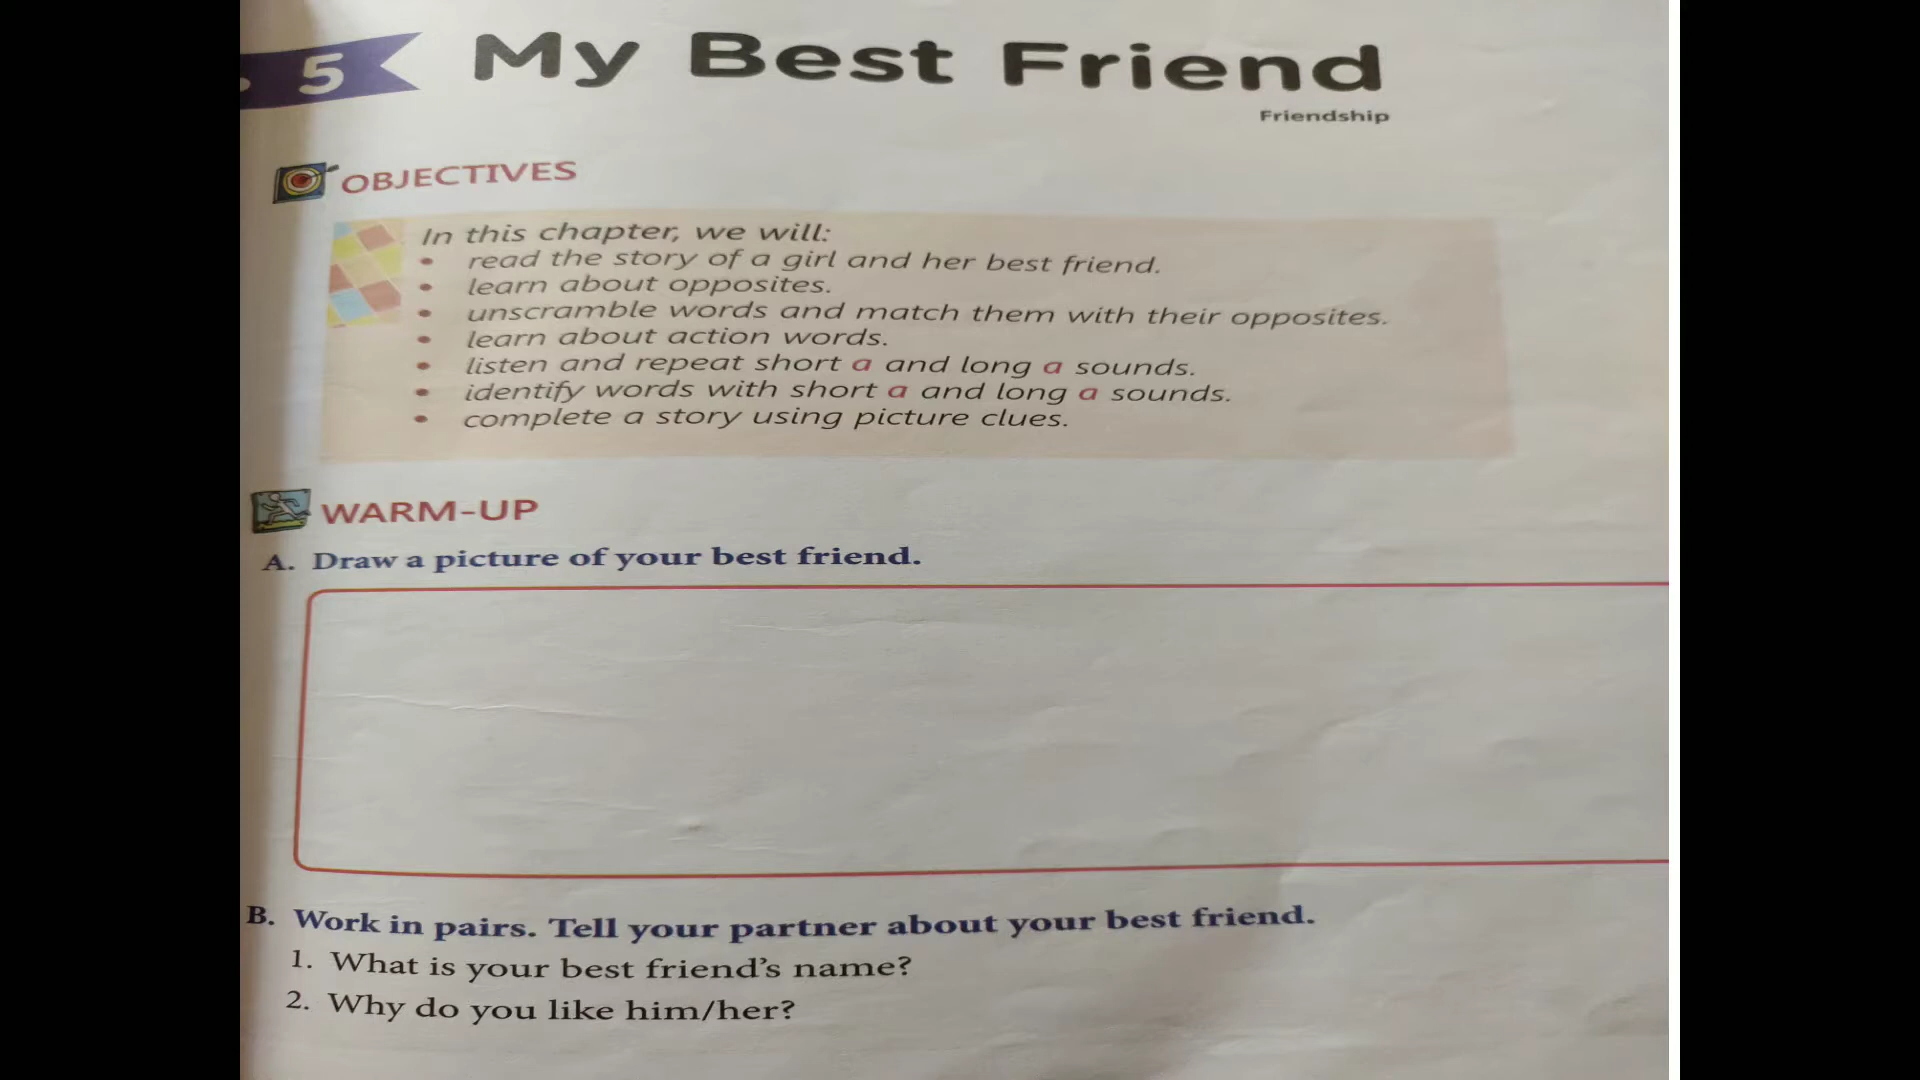 5 My Best Friend
Friendship
OBJECTIVES
In this chapter, we will:
• read the story of a girl and her best friend.
• learn about opposites.
• unscramble words and match them with their opposites.
• learn about action words.
• listen and repeat short a and long a sounds.
• identify words with short a and long a sounds.
• complete a story using picture clues.
WARM-UP
A. Draw a picture of your best friend.
B. Work in pairs. Tell your partner about your best friend.
1. What is your best friend's name?
2. Why do you like him/her?